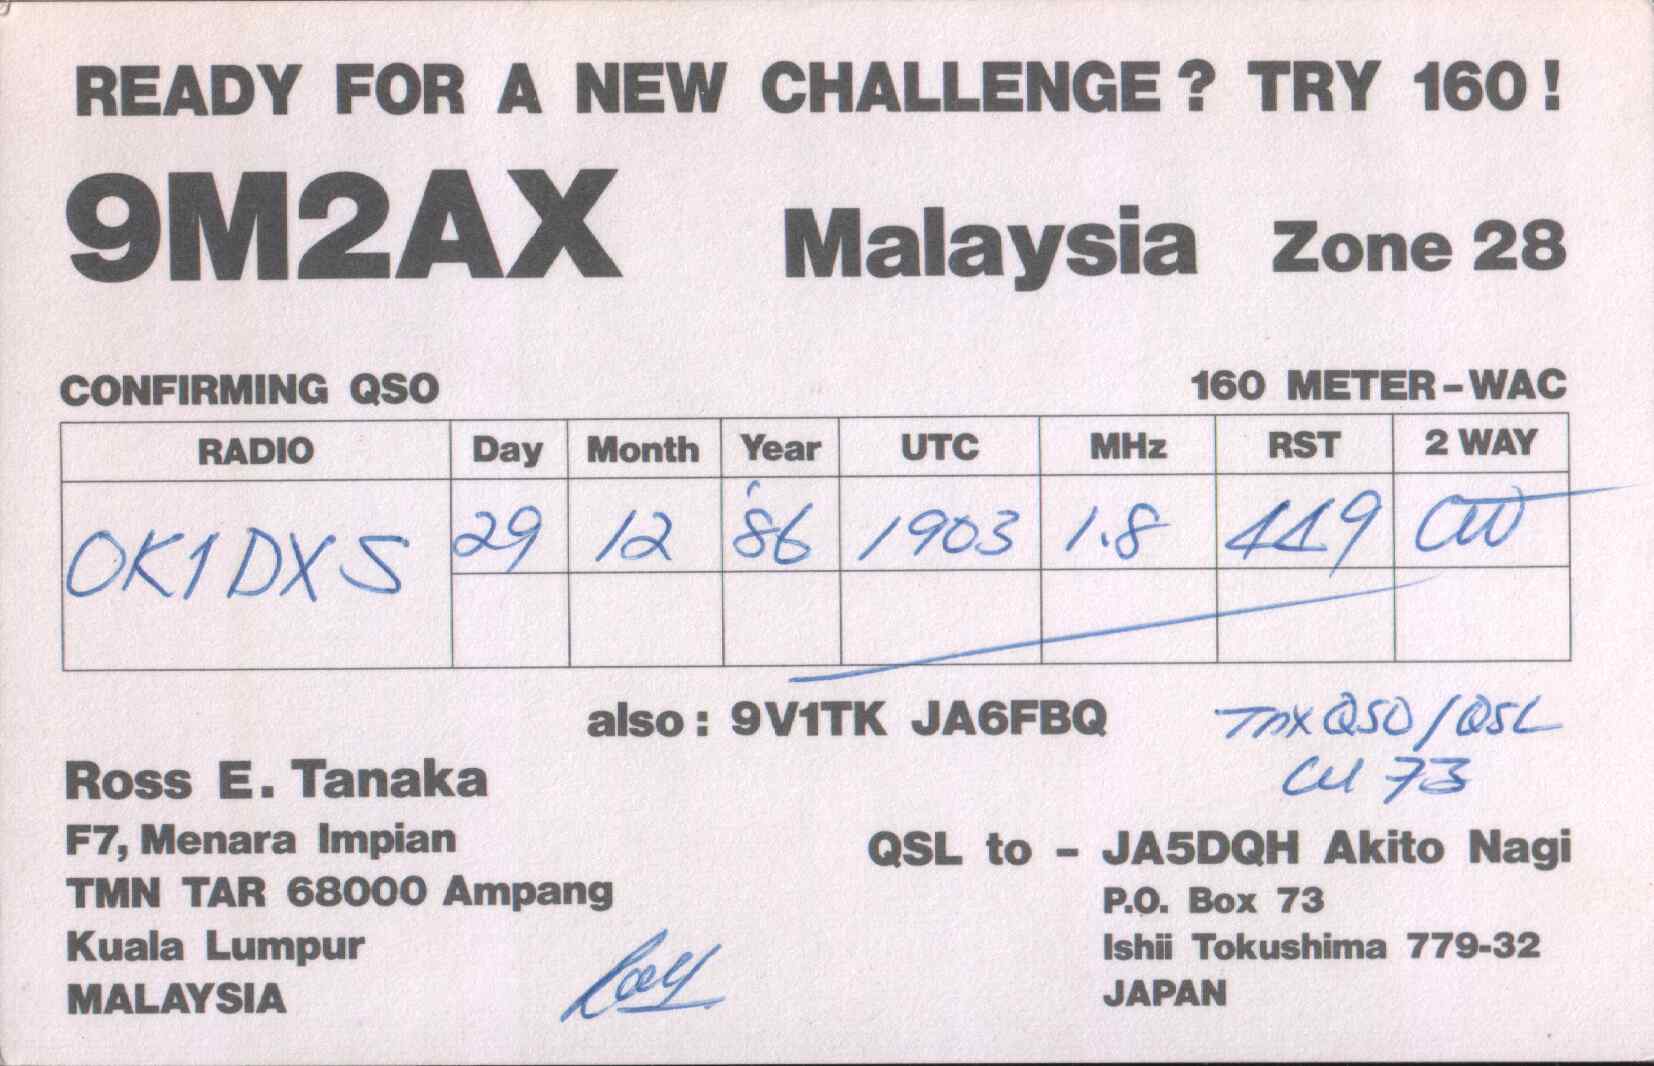 READY FOR A NEW CHALLENGE? TRY 160!
9M2AX Malaysia Zone 28
CONFIRMING QSO 160 METER-WAC
RADIO Day Month Year UTC MHz RST 2 WAY
OK1DXS 29 12 '86 1903 1.8 449 CW
also: 9V1TK JA6FBQ
TNX QSO/QSL
CU 73
Ross E. Tanaka
F7, Menara Impian
TMN TAR 68000 Ampang
Kuala Lumpur
MALAYSIA
QSL to - JA5DQH Akito Nagi
P.O. Box 73
Ishii Tokushima 779-32
JAPAN